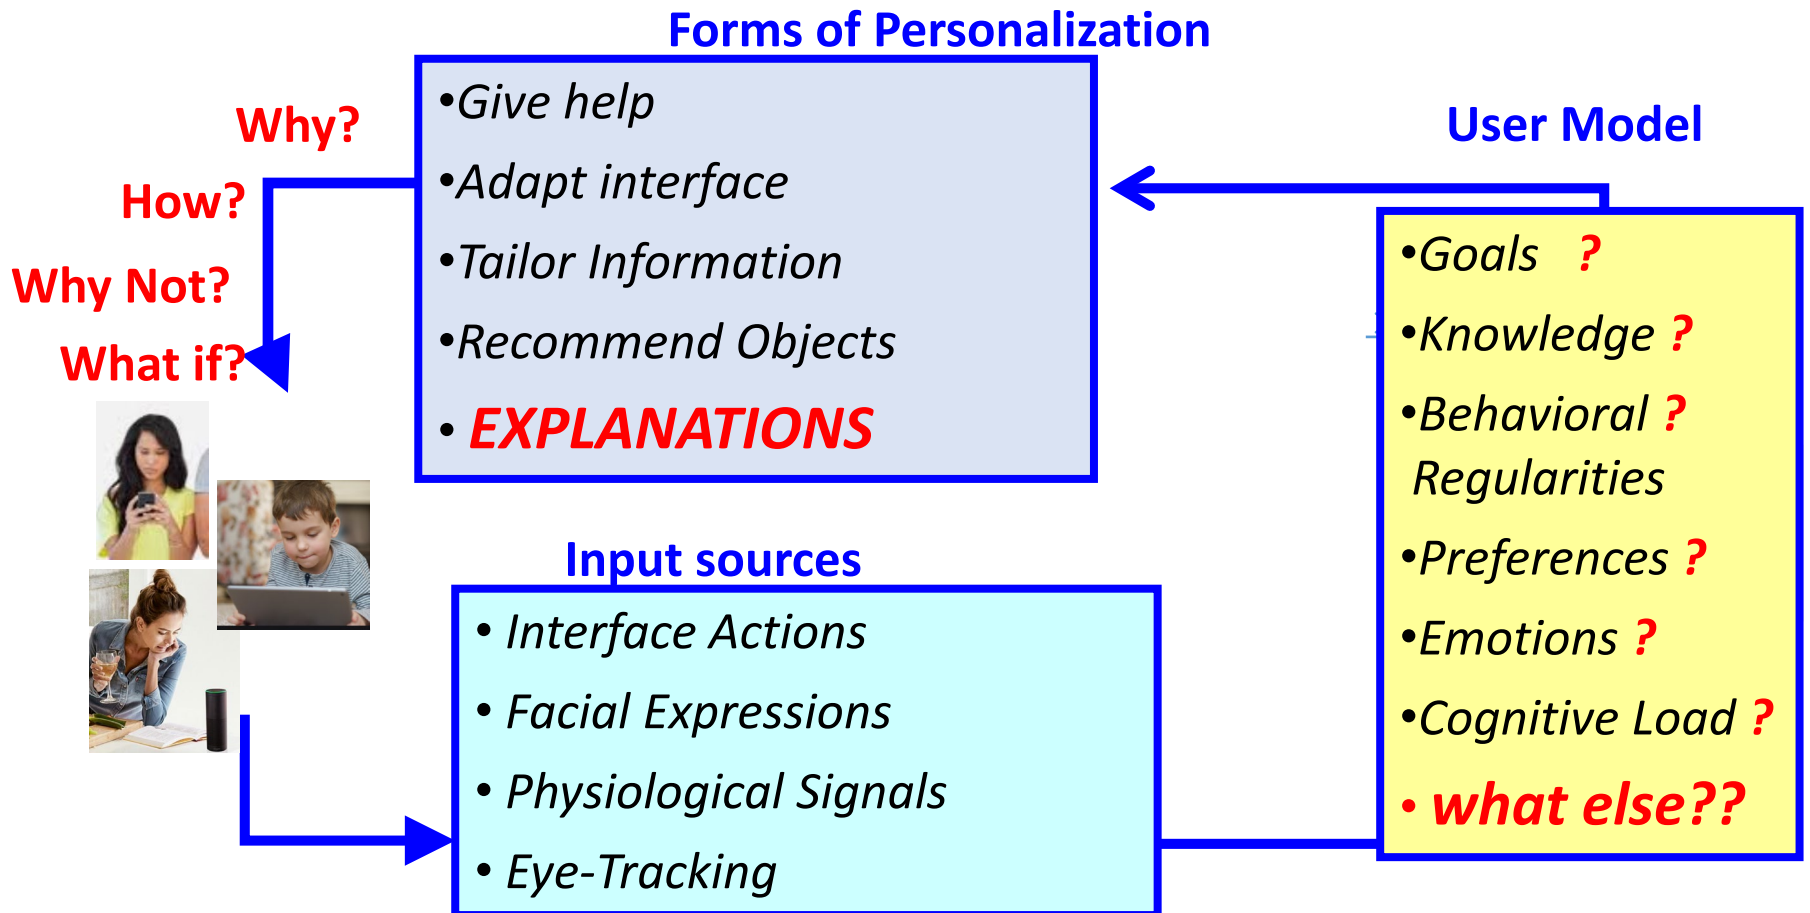 Forms of Personalization
•Give help
•Adapt interface
•Tailor Information
•Recommend Objects
• EXPLANATIONS
Why?
How?
Why Not?
What if?
User Model
•Goals ?
•Knowledge ?
•Behavioral ?
Regularities
•Preferences ?
•Emotions ?
•Cognitive Load ?
• what else??
Input sources
• Interface Actions
• Facial Expressions
• Physiological Signals
• Eye-Tracking